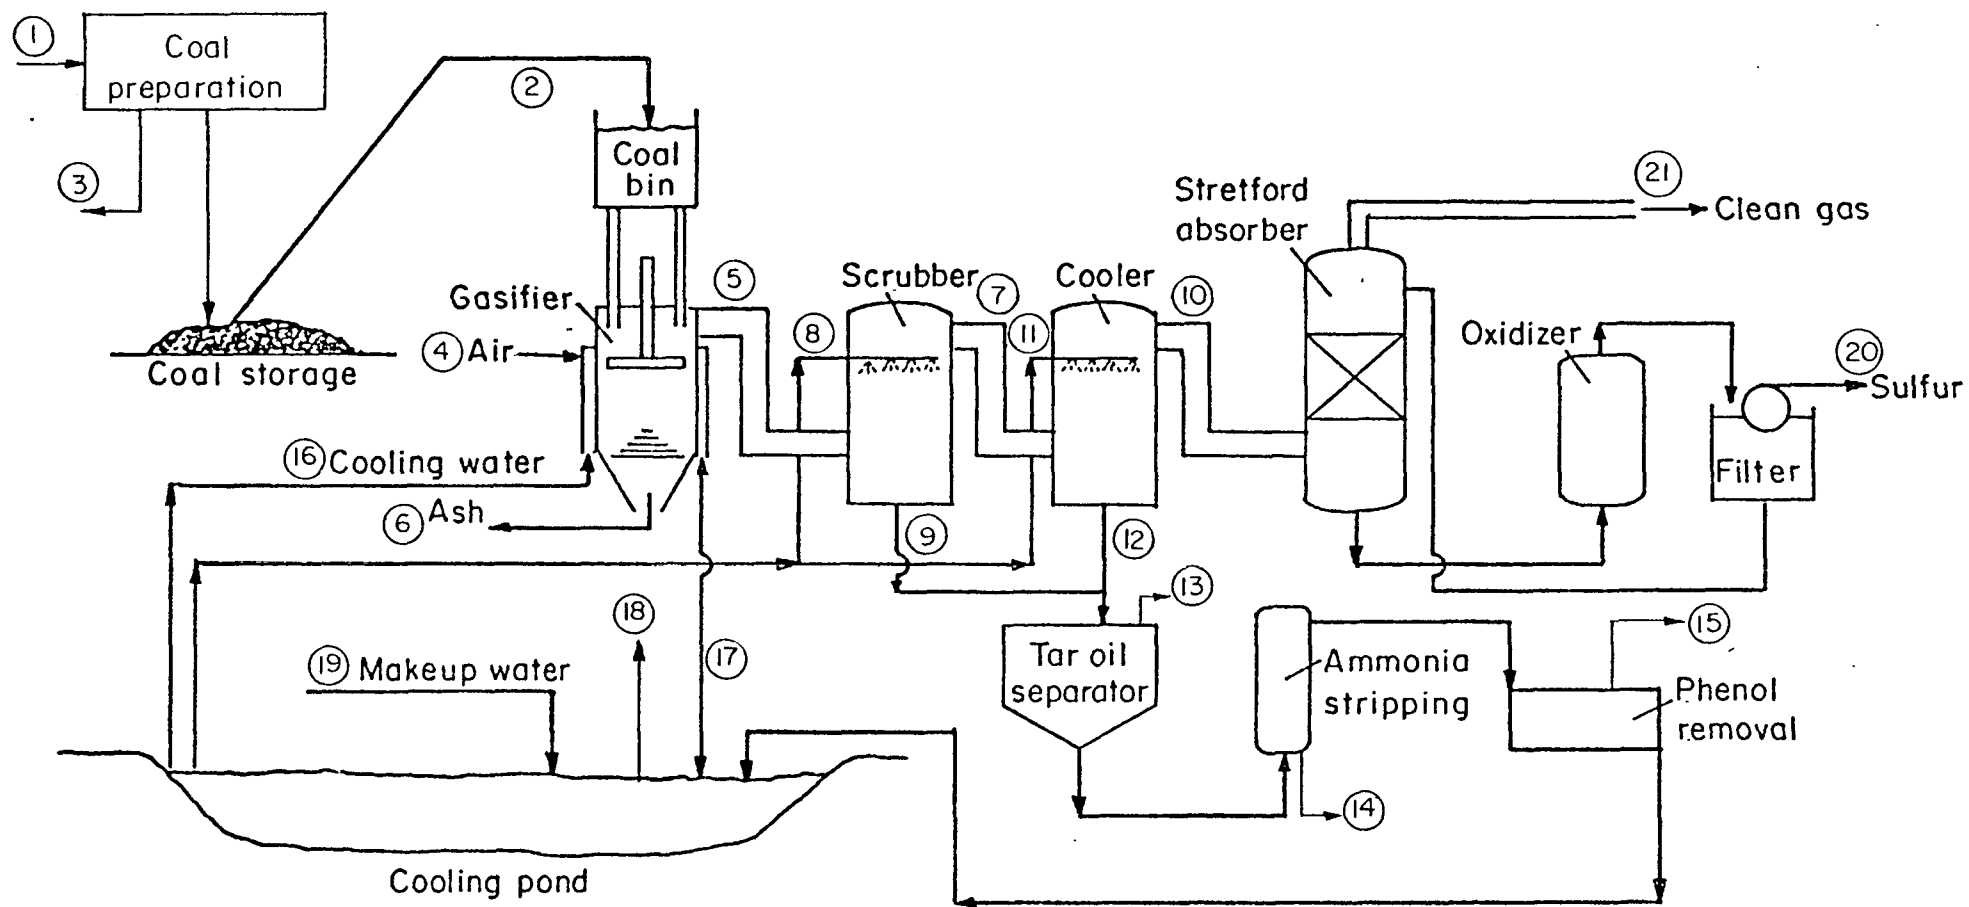 1
Coal
preparation
2
3
Coal
bin
21
Clean gas
Stretford
absorber
5
Scrubber
7
Cooler
10
Gasifier
8
11
4 Air
Oxidizer
20
Sulfur
Coal storage
16 Cooling water
Filter
6 Ash
9
12
13
18
15
19 Makeup water
17
Tar oil
separator
Ammonia
stripping
Phenol
removal
14
Cooling pond